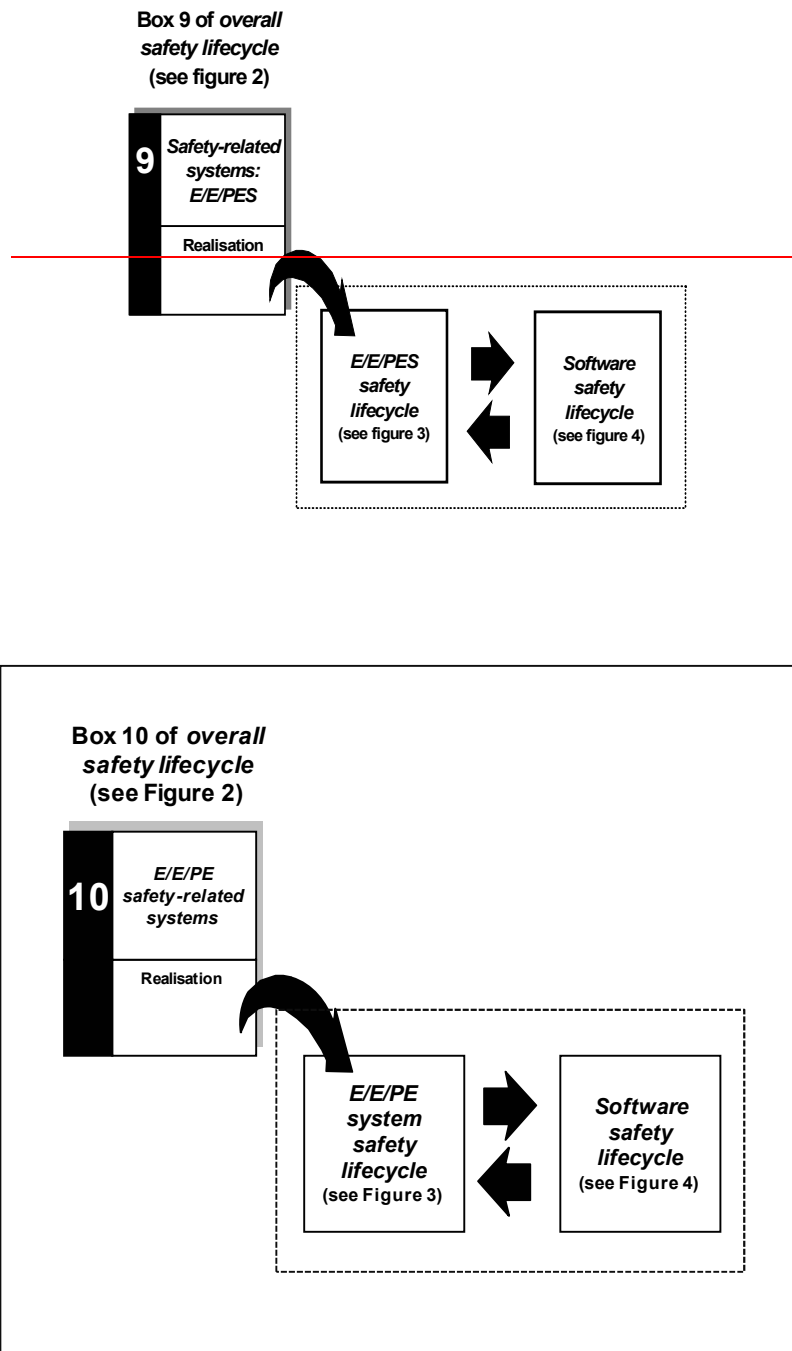 Box 9 of overall
safety lifecycle
(see figure 2)
9
Safety-related
systems:
E/E/PES
Realisation
E/E/PES
safety
lifecycle
(see figure 3)
Software
safety
lifecycle
(see figure 4)
Box 10 of overall
safety lifecycle
(see Figure 2)
10
E/E/PE
safety-related
systems
Realisation
E/E/PE
system
safety
lifecycle
(see Figure 3)
Software
safety
lifecycle
(see Figure 4)